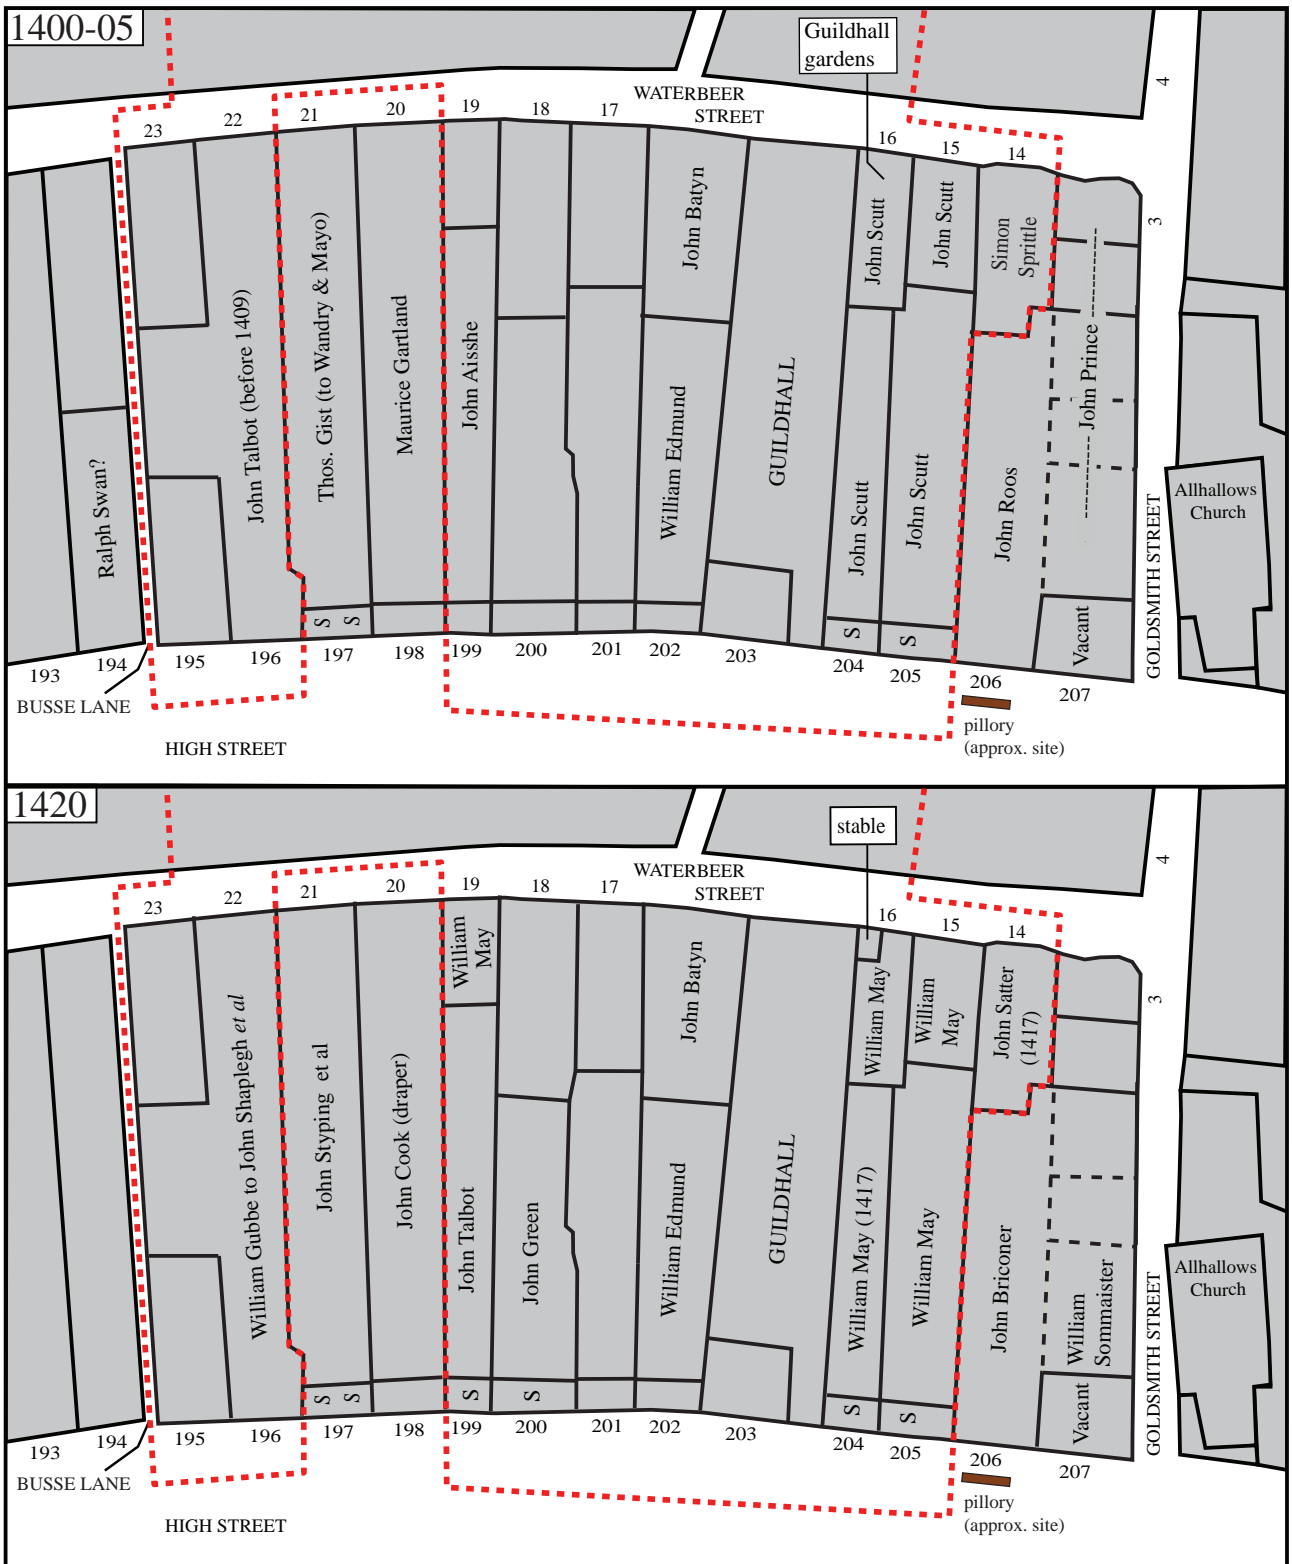 1400-05
Guildhall
gardens
WATERBEER
STREET
23
22
21
20
19
18
17
16
15
14
4
3
John Talbot (before 1409)
Thos. Gist (to Wandry & Mayo)
Maurice Gartland
John Aisshe
John Batyn
William Edmund
GUILDHALL
John Scutt
John Scutt
John Scutt
John Scutt
Simon
Sprittle
John Roos
John Prince
Vacant
Ralph Swan?
Allhallows
Church
GOLDSMITH STREET
S
S
S
S
193
194
195
196
197
198
199
200
201
202
203
204
205
206
207
BUSSE LANE
HIGH STREET
pillory
(approx. site)
1420
stable
WATERBEER
STREET
23
22
21
20
19
18
17
16
15
14
4
3
William Gubbe to John Shaplegh et al
John Styping et al
John Cook (draper)
William
May
John Talbot
John Green
John Batyn
William Edmund
GUILDHALL
William May
William
May
William May (1417)
William May
John Satter
(1417)
John Briconer
William
Sommaister
Vacant
Allhallows
Church
GOLDSMITH STREET
S
S
S
S
S
S
193
194
195
196
197
198
199
200
201
202
203
204
205
206
207
BUSSE LANE
HIGH STREET
pillory
(approx. site)